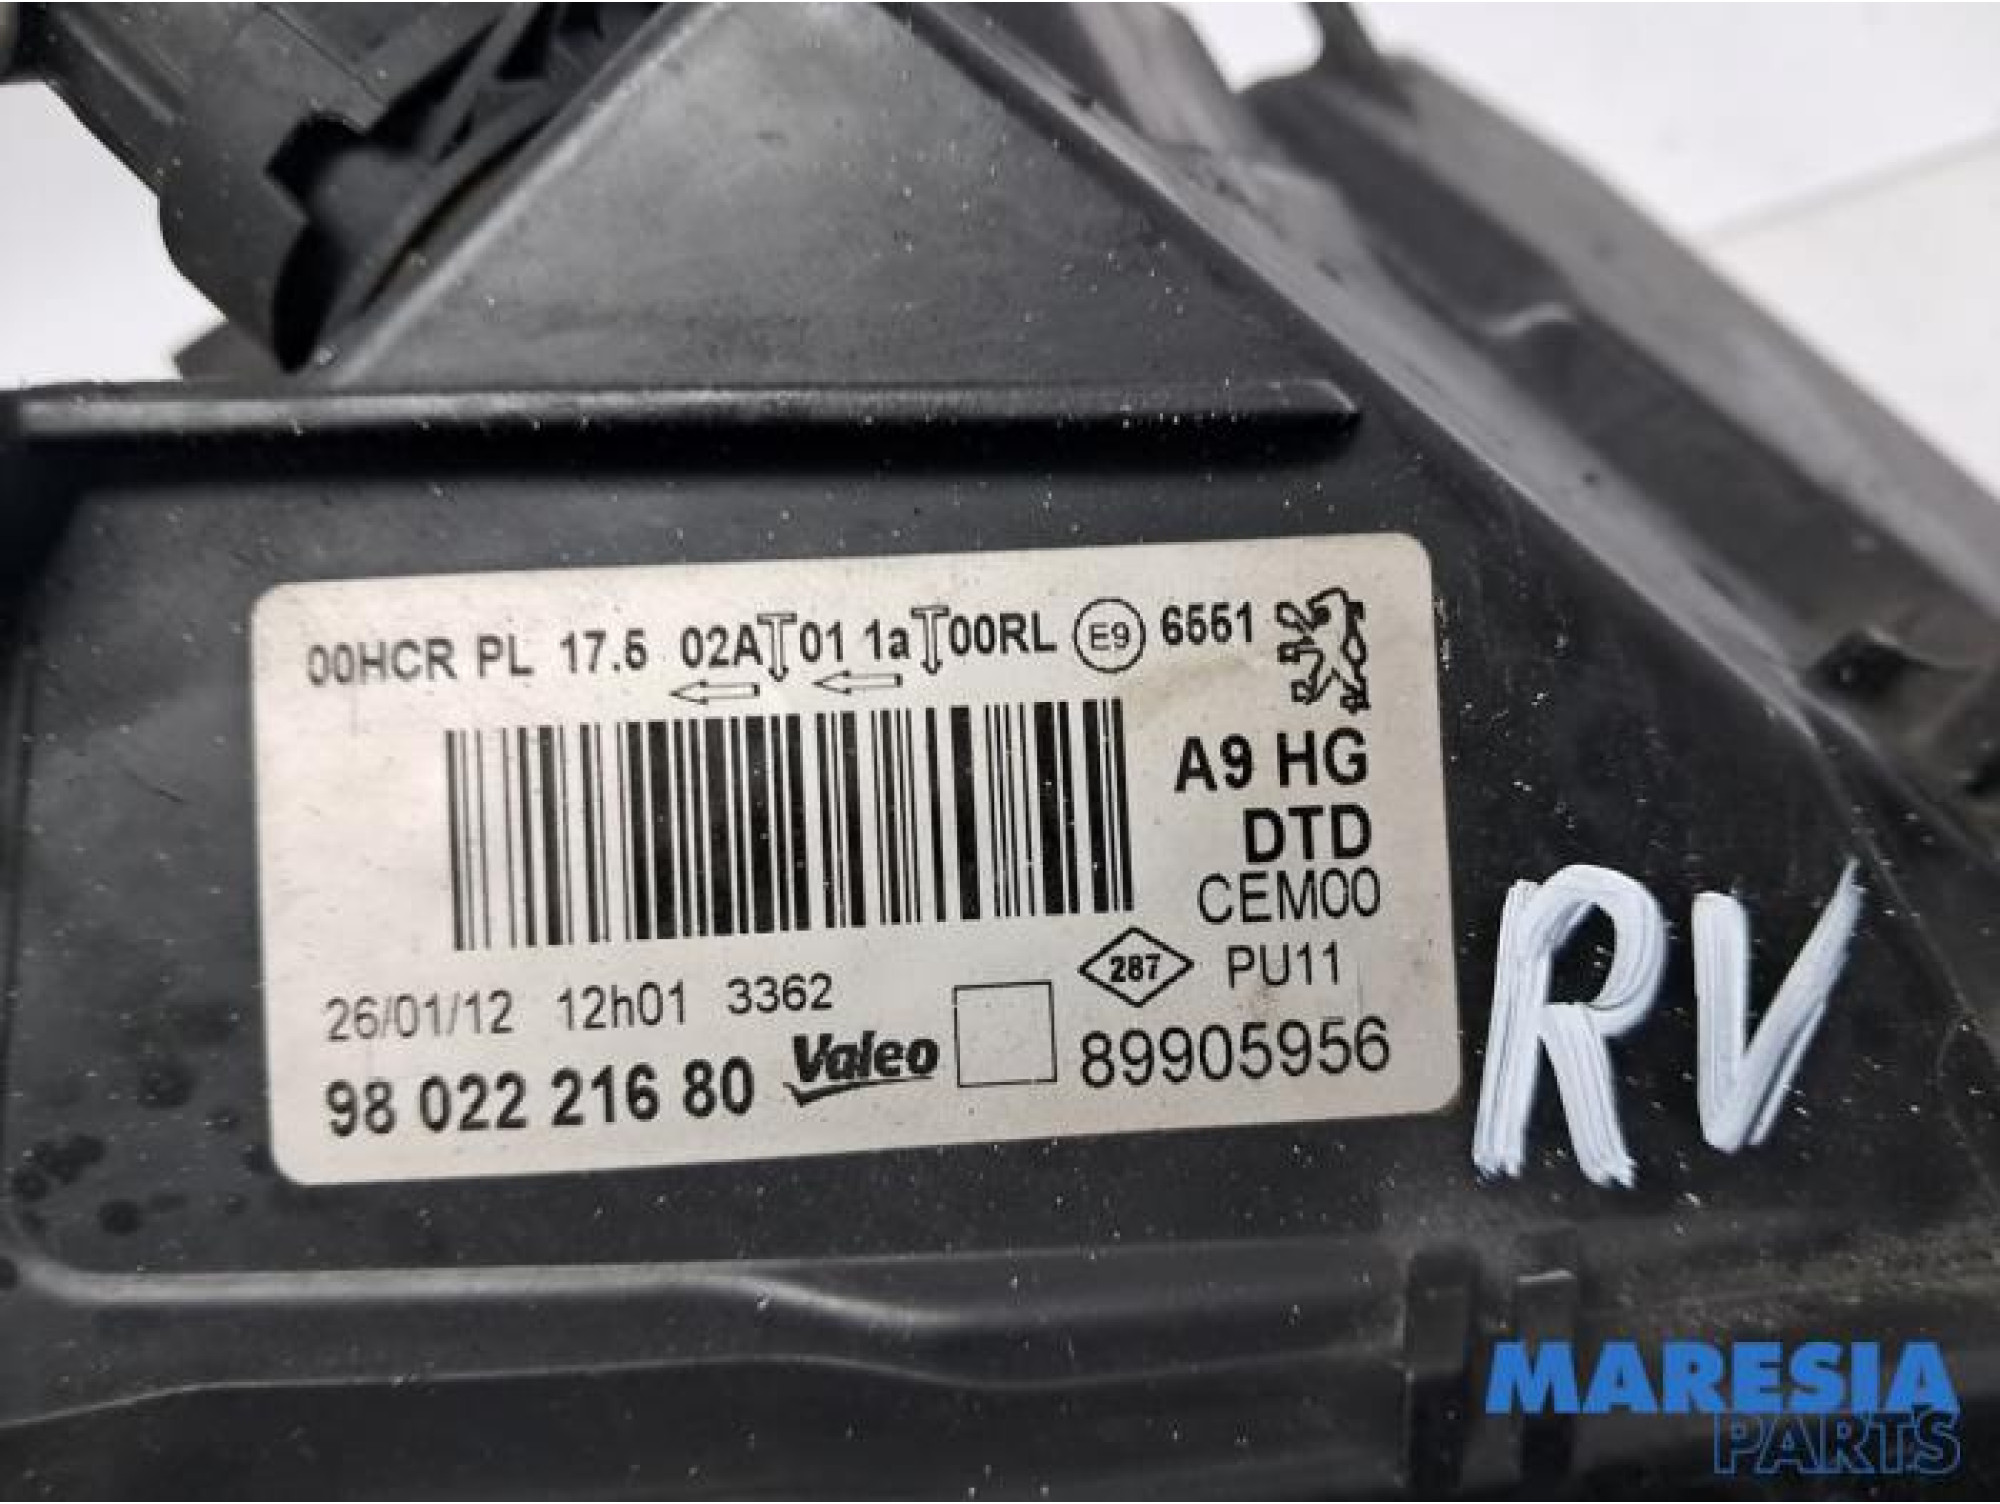 00HCR PL 17.5 02A 01 1a 00RL E9 6551
A9 HG
DTD
CEM00
287 PU11
26/01/12 12h01 3362
98 022 216 80 Valeo 89905956
RV
MARESIA
PARTS